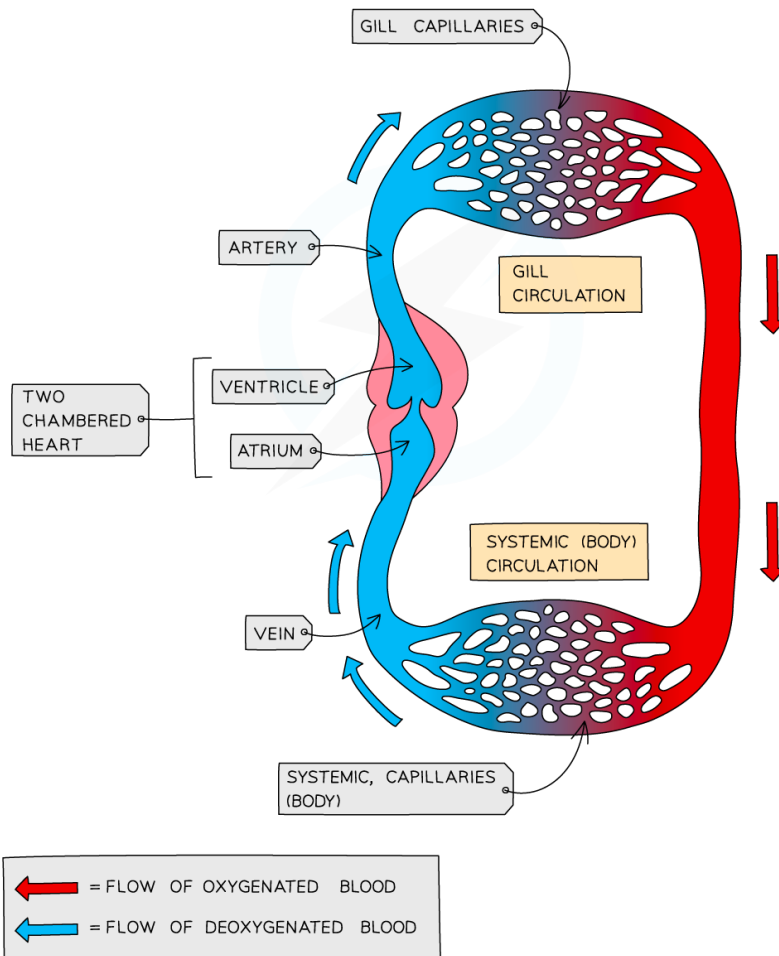 GILL CAPILLARIES
ARTERY
GILL
CIRCULATION
VENTRICLE
TWO
CHAMBERED
HEART
ATRIUM
SYSTEMIC (BODY)
CIRCULATION
VEIN
SYSTEMIC, CAPILLARIES
(BODY)
= FLOW OF OXYGENATED BLOOD
= FLOW OF DEOXYGENATED BLOOD